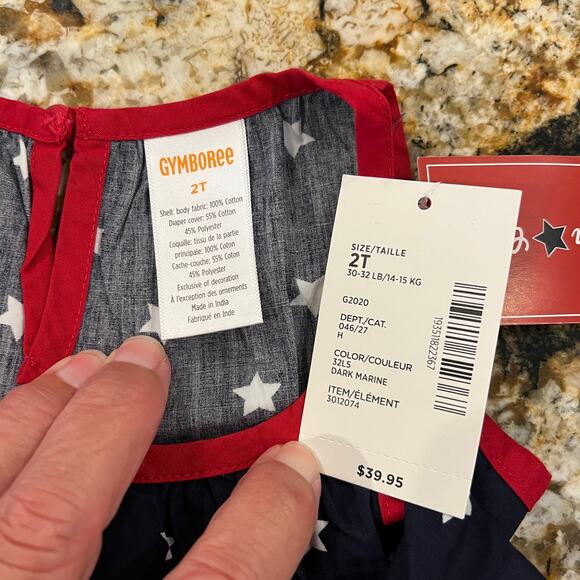 GYMBOREE
2T
Shell: body fabric: 100% Cotton
Diaper cover: 55% Cotton
45% Polyester
Coquille: tissu de la partie
principale: 100% Coton
Cache-couche: 55% Coton
45% Polyester
Exclusive of decoration
À l'exception des ornements
Made in India
Fabriqué en Inde
SIZE/TAILLE
2T
30-32 LB/14-15 KG
G2020
DEPT./CAT.
046/27
H
COLOR/COULEUR
32L5
DARK MARINE
ITEM/ÉLÉMENT
3012074
$39.95
193511822367